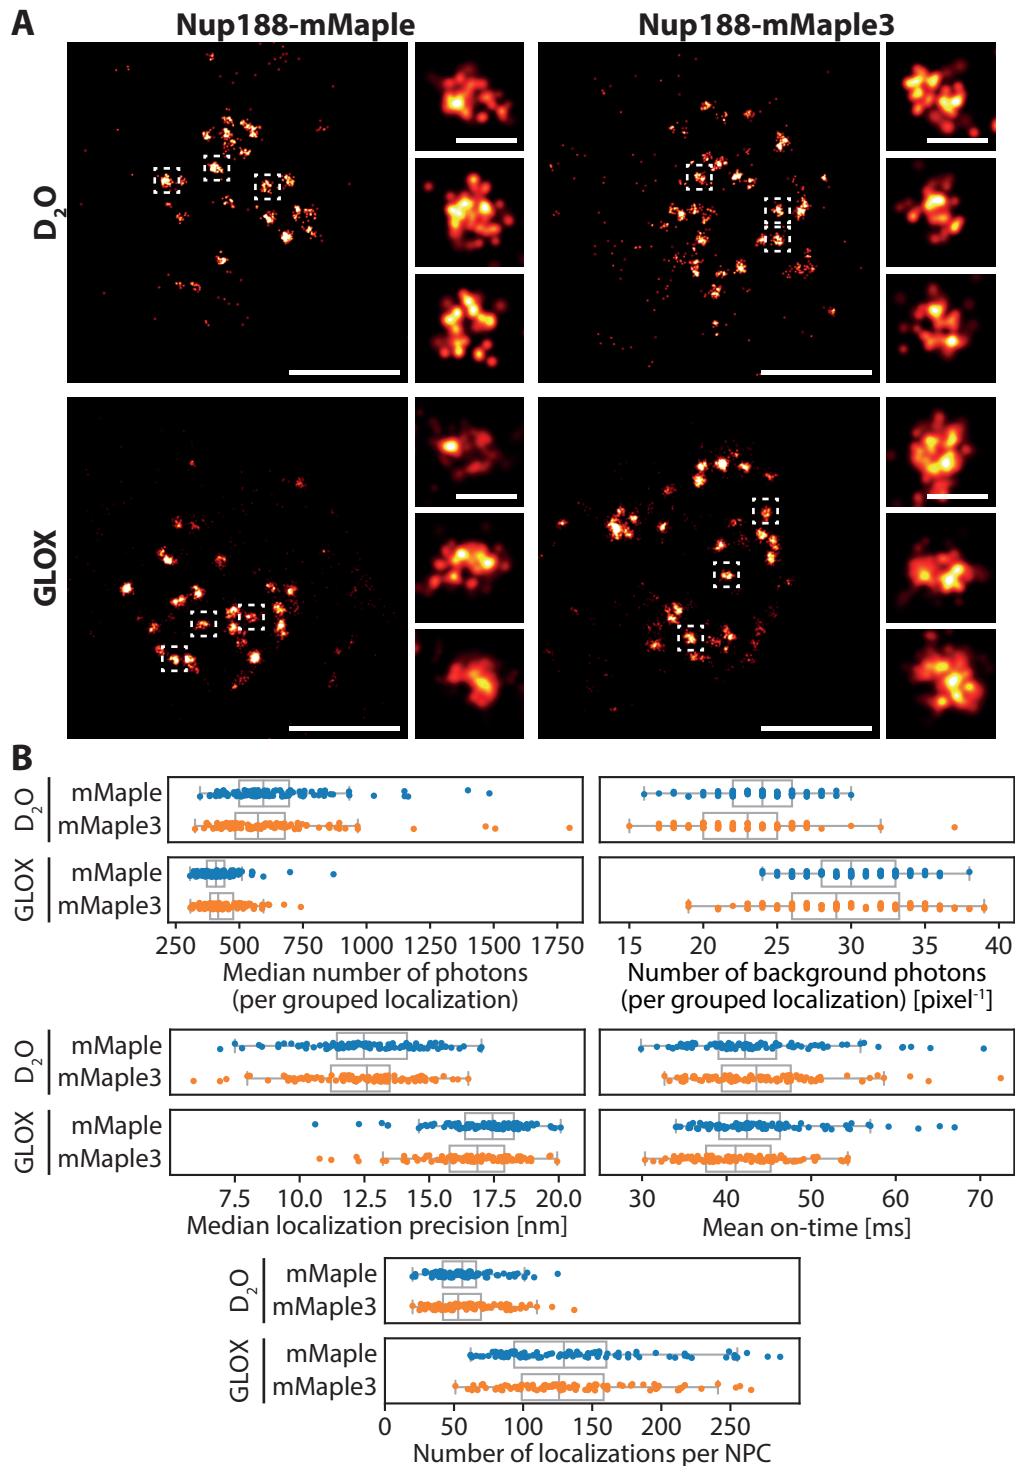 A
Nup188-mMaple
Nup188-mMaple3
D₂O
GLOX
B
D₂O
mMaple
mMaple3
GLOX
mMaple
mMaple3
250 500 750 1000 1250 1500 1750
Median number of photons
(per grouped localization)
15 20 25 30 35 40
Number of background photons
(per grouped localization) [pixel⁻¹]
D₂O
mMaple
mMaple3
GLOX
mMaple
mMaple3
7.5 10.0 12.5 15.0 17.5 20.0
Median localization precision [nm]
30 40 50 60 70
Mean on-time [ms]
D₂O
mMaple
mMaple3
GLOX
mMaple
mMaple3
0 50 100 150 200 250
Number of localizations per NPC